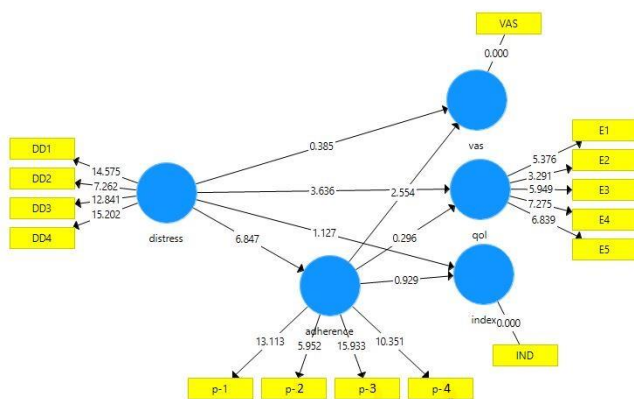 VAS
0.000
E1
DD1
14.575
0.385
vas
5.376
E2
DD2
7.262
3.291
DD3
12.841
3.636
2.554
5.949
E3
DD4
15.202
7.275
E4
distress
6.847
1.127
0.296
qol
6.839
E5
0.929
adherence
index
0.000
13.113
5.952
15.933
10.351
IND
p-1
p-2
p-3
p-4